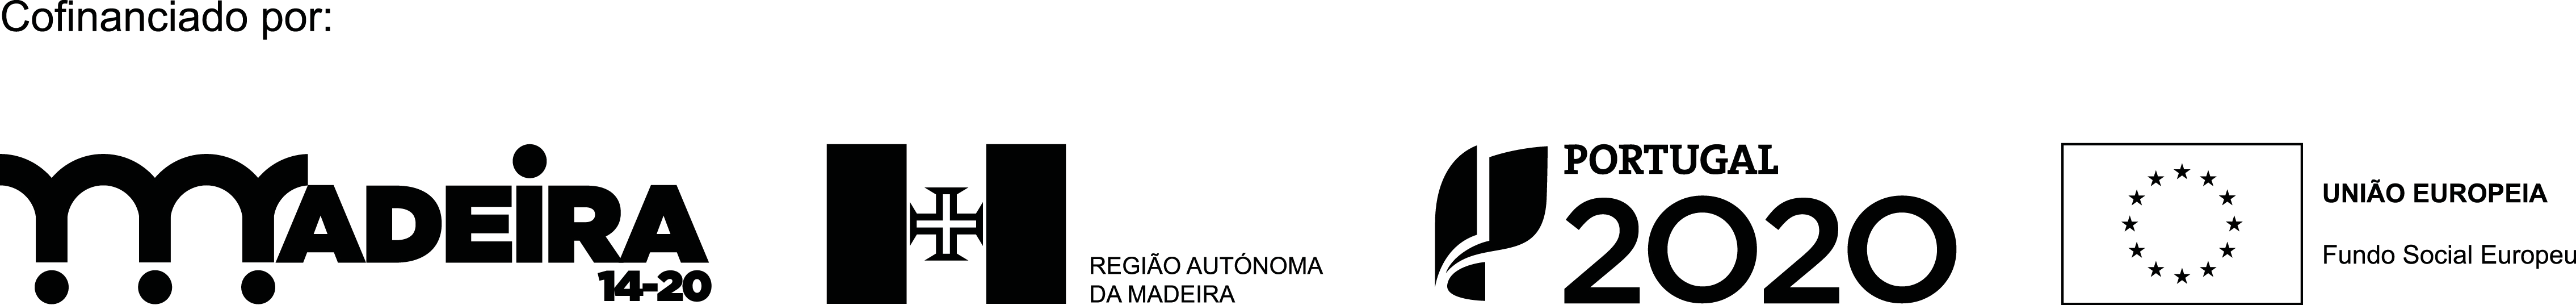 Cofinanciado por:
MADEiRA
14-20
REGIÃO AUTÓNOMA
DA MADEIRA
PORTUGAL
2020
UNIÃO EUROPEIA
Fundo Social Europeu